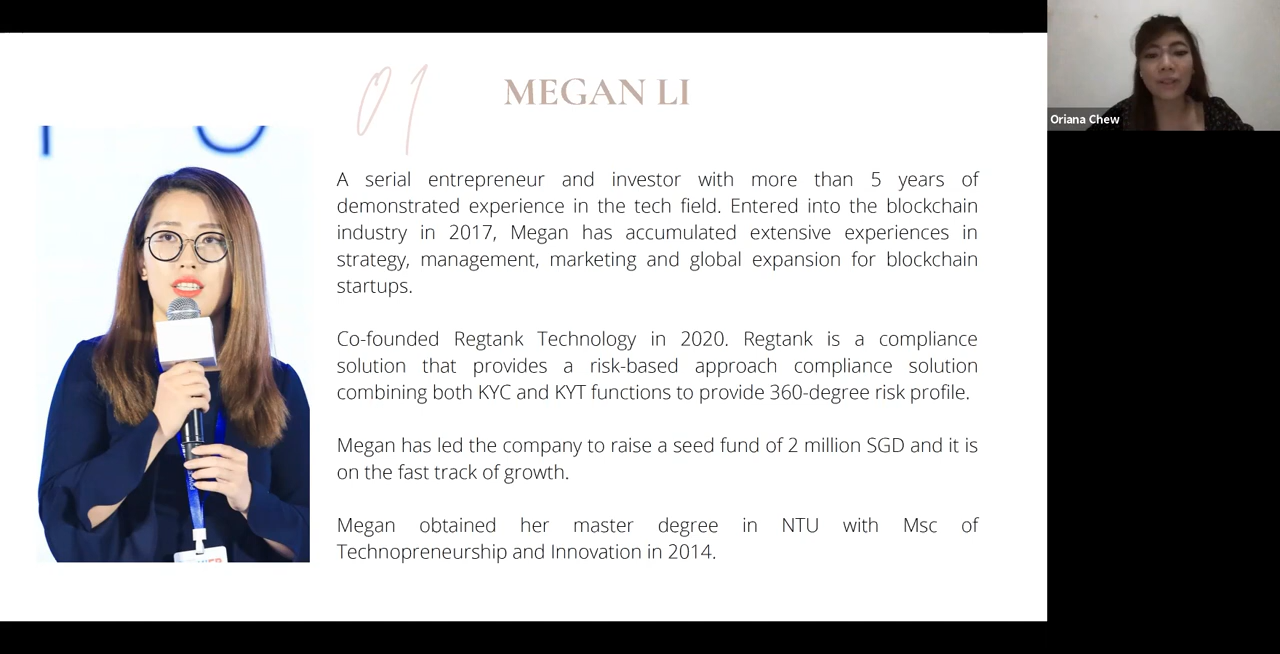 01
MEGAN LI
Oriana Chew
A serial entrepreneur and investor with more than 5 years of
demonstrated experience in the tech field. Entered into the blockchain
industry in 2017, Megan has accumulated extensive experiences in
strategy, management, marketing and global expansion for blockchain
startups.
Co-founded Regtank Technology in 2020. Regtank is a compliance
solution that provides a risk-based approach compliance solution
combining both KYC and KYT functions to provide 360-degree risk profile.
Megan has led the company to raise a seed fund of 2 million SGD and it is
on the fast track of growth.
Megan obtained her master degree in NTU with Msc of
Technopreneurship and Innovation in 2014.